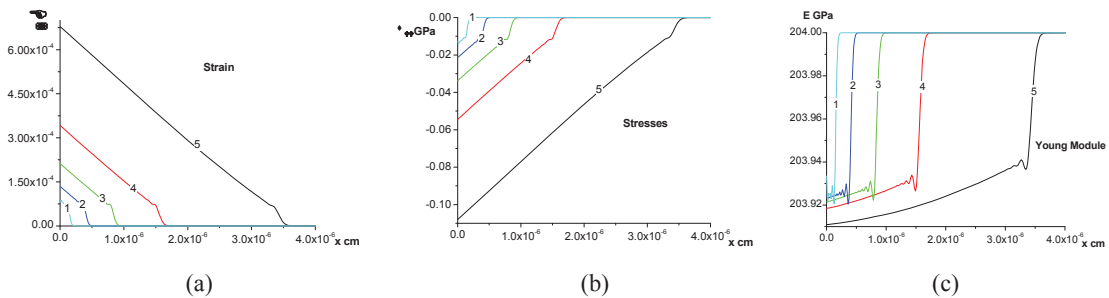 Strain
6.00x10⁻⁴
4.50x10⁻⁴
3.00x10⁻⁴
1.50x10⁻⁴
0.00
1
2
3
4
5
0.0 1.0x10⁻⁶ 2.0x10⁻⁶ 3.0x10⁻⁶ 4.0x10⁻⁶
x cm
(a)
GPa
0.00
-0.02
-0.04
-0.06
-0.08
-0.10
1
2
3
4
5
Stresses
0.0 1.0x10⁻⁶ 2.0x10⁻⁶ 3.0x10⁻⁶ 4.0x10⁻⁶
x cm
(b)
E GPa
204.00
203.98
203.96
203.94
203.92
1
2
3
4
5
Young Module
0.0 1.0x10⁻⁶ 2.0x10⁻⁶ 3.0x10⁻⁶ 4.0x10⁻⁶
x cm
(c)